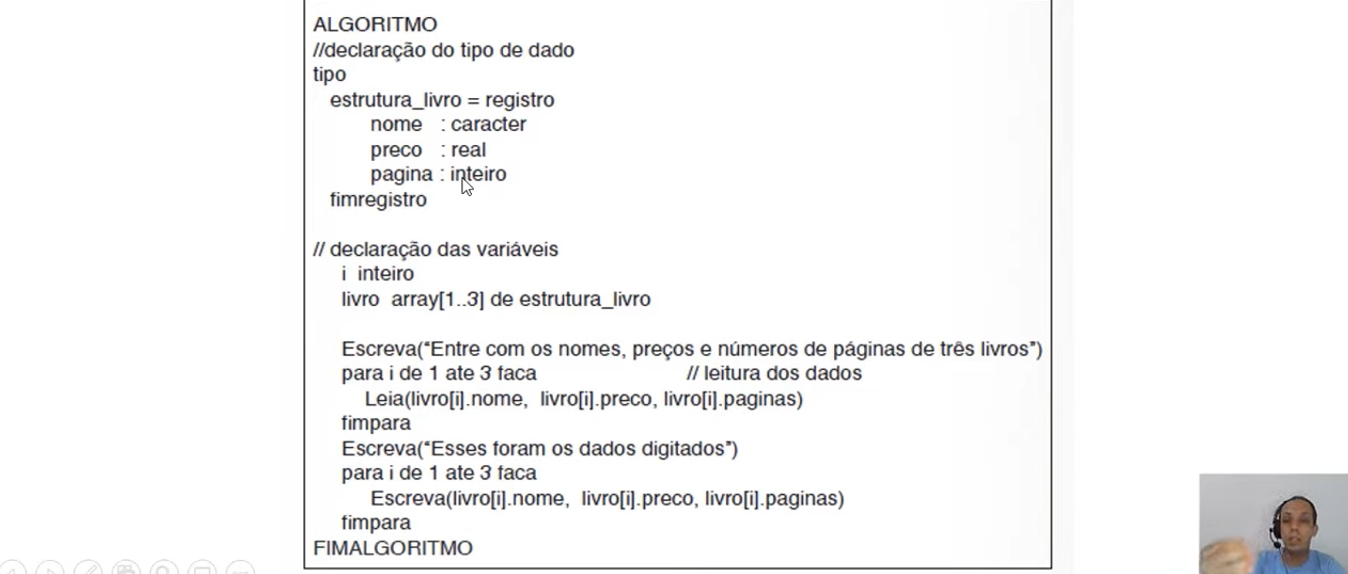 ALGORITMO
//declaração do tipo de dado
tipo
estrutura_livro = registro
nome : caracter
preco : real
pagina : inteiro
fimregistro
// declaração das variáveis
i inteiro
livro array[1..3] de estrutura_livro
Escreva(“Entre com os nomes, preços e números de páginas de três livros”)
para i de 1 ate 3 faca // leitura dos dados
Leia(livro[i].nome, livro[i].preco, livro[i].paginas)
fimpara
Escreva(“Esses foram os dados digitados”)
para i de 1 ate 3 faca
Escreva(livro[i].nome, livro[i].preco, livro[i].paginas)
fimpara
FIMALGORITMO